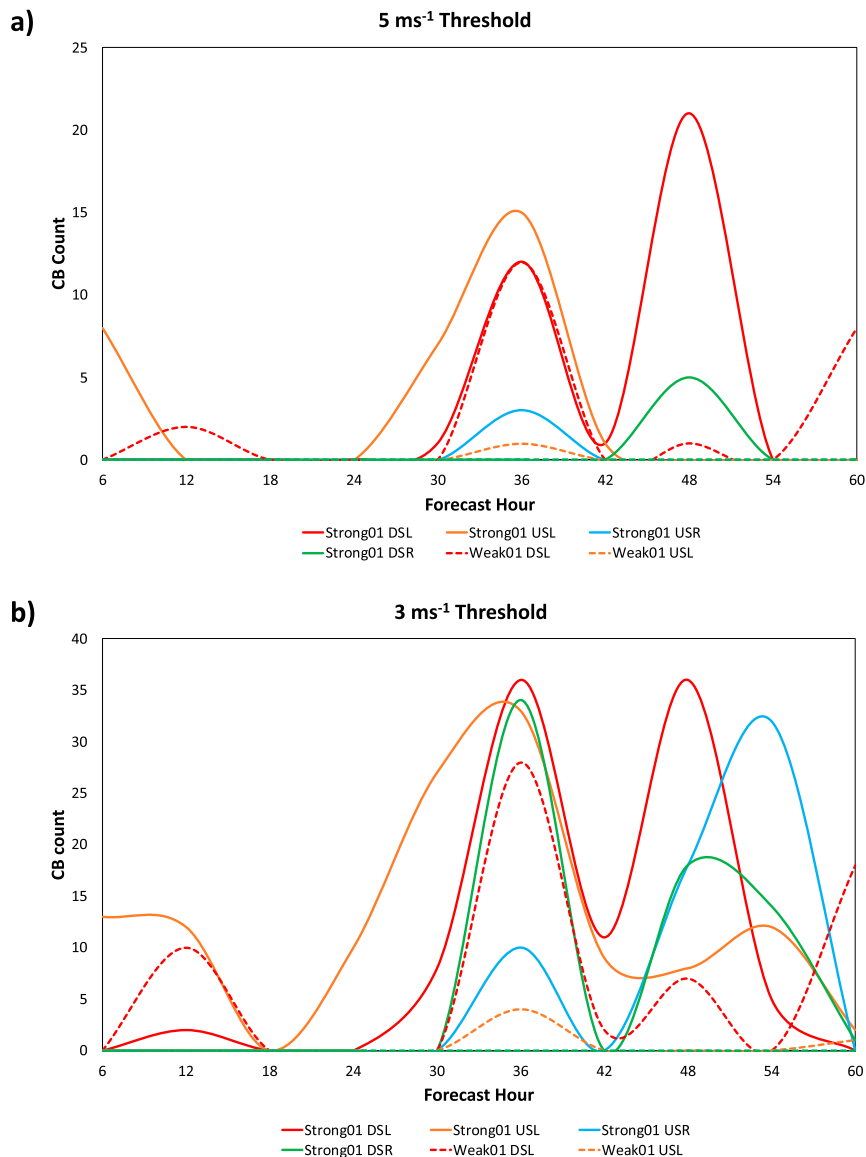 a)
5 ms⁻¹ Threshold
25
20
15
10
5
0
CB Count
6 12 18 24 30 36 42 48 54 60
Forecast Hour
Strong01 DSL Strong01 USL Strong01 USR
Strong01 DSR Weak01 DSL Weak01 USL
b)
3 ms⁻¹ Threshold
40
35
30
25
20
15
10
5
0
CB count
6 12 18 24 30 36 42 48 54 60
Forecast Hour
Strong01 DSL Strong01 USL Strong01 USR
Strong01 DSR Weak01 DSL Weak01 USL